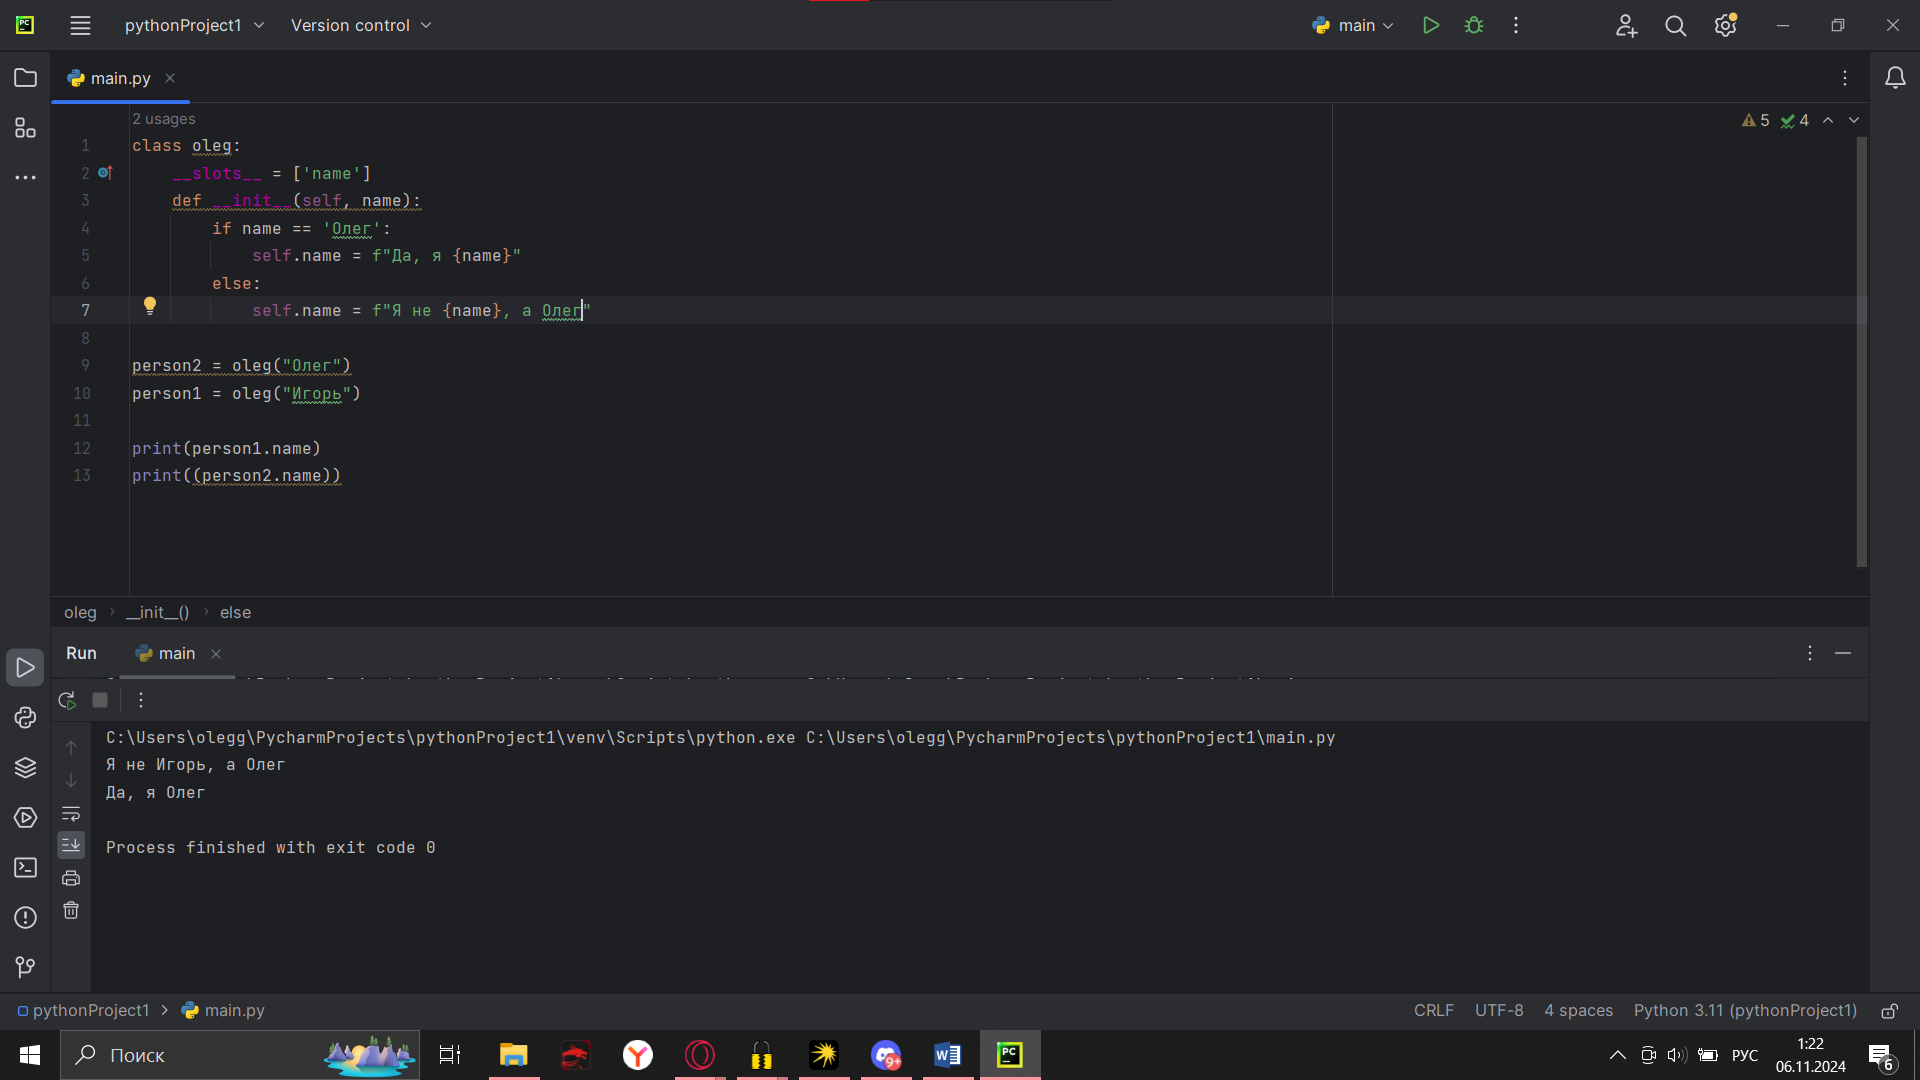 pythonProject1 Version control main
main.py
2 usages 5 4
1 class oleg:
2 __slots__ = ['name']
3 def __init__(self, name):
4 if name == 'Олег':
5 self.name = f"Да, я {name}"
6 else:
7 self.name = f"Я не {name}, а Олег"
8
9 person2 = oleg("Олег")
10 person1 = oleg("Игорь")
11
12 print(person1.name)
13 print((person2.name))
oleg › __init__() › else
Run main
C:\Users\olegg\PycharmProjects\pythonProject1\venv\Scripts\python.exe C:\Users\olegg\PycharmProjects\pythonProject1\main.py
Я не Игорь, а Олег
Да, я Олег
Process finished with exit code 0
pythonProject1 › main.py CRLF UTF-8 4 spaces Python 3.11 (pythonProject1)
Поиск 9+ РУС 1:22
06.11.2024 6